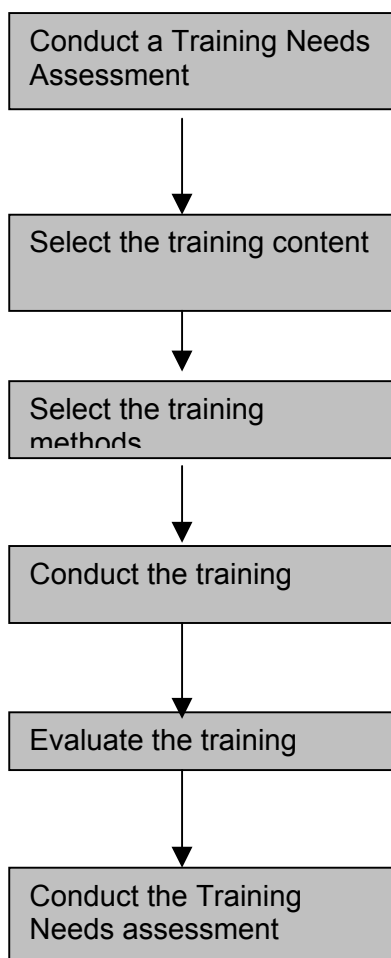 Conduct a Training Needs
Assessment
Select the training content
Select the training
methods
Conduct the training
Evaluate the training
Conduct the Training
Needs assessment